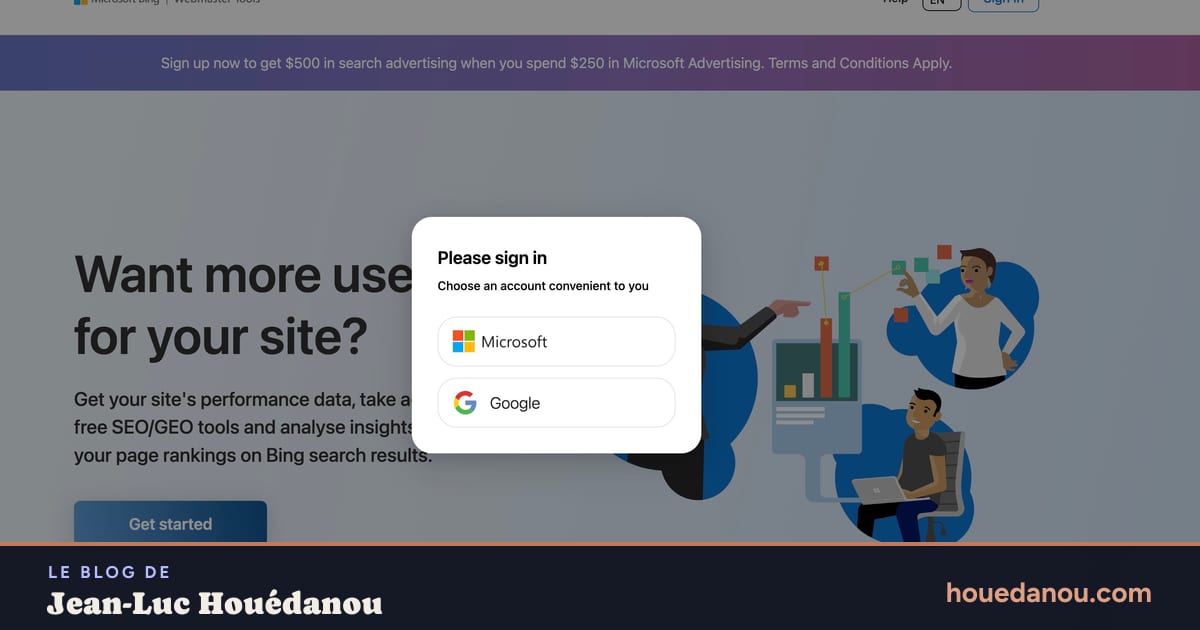 Microsoft Bing | Webmaster Tools
Help EN Sign in
Sign up now to get $500 in search advertising when you spend $250 in Microsoft Advertising. Terms and Conditions Apply.
Want more use
for your site?
Get your site's performance data, take a
free SEO/GEO tools and analyse insights
your page rankings on Bing search results.
Get started
Please sign in
Choose an account convenient to you
Microsoft
Google
LE BLOG DE
Jean-Luc Houédanou
houedanou.com